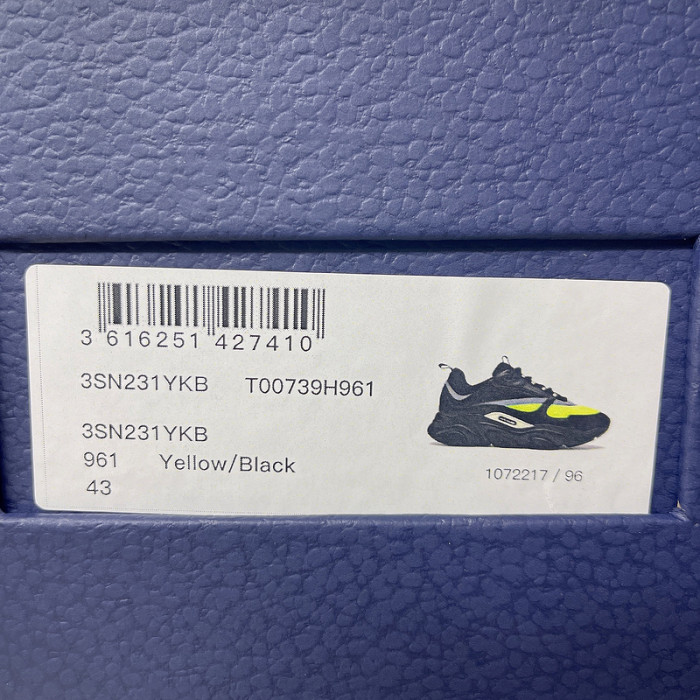 3 616251 427410
3SN231YKB T00739H961
3SN231YKB
961 Yellow/Black
43
1072217 / 96